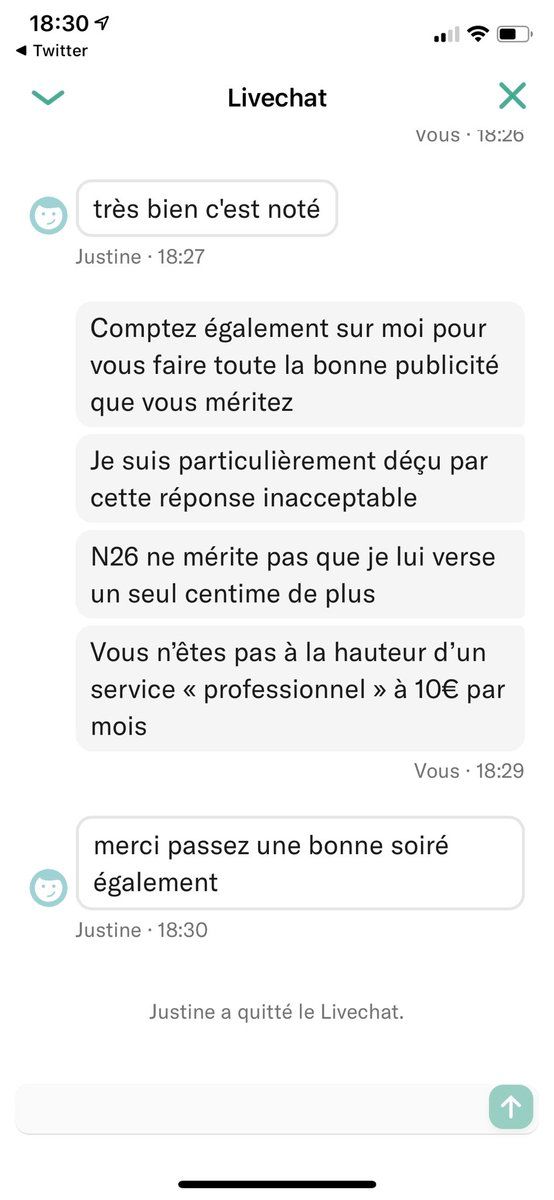 18:30
◀ Twitter
Livechat
Vous · 18:26
très bien c'est noté
Justine · 18:27
Comptez également sur moi pour
vous faire toute la bonne publicité
que vous méritez
Je suis particulièrement déçu par
cette réponse inacceptable
N26 ne mérite pas que je lui verse
un seul centime de plus
Vous n’êtes pas à la hauteur d’un
service « professionnel » à 10€ par
mois
Vous · 18:29
merci passez une bonne soiré
également
Justine · 18:30
Justine a quitté le Livechat.